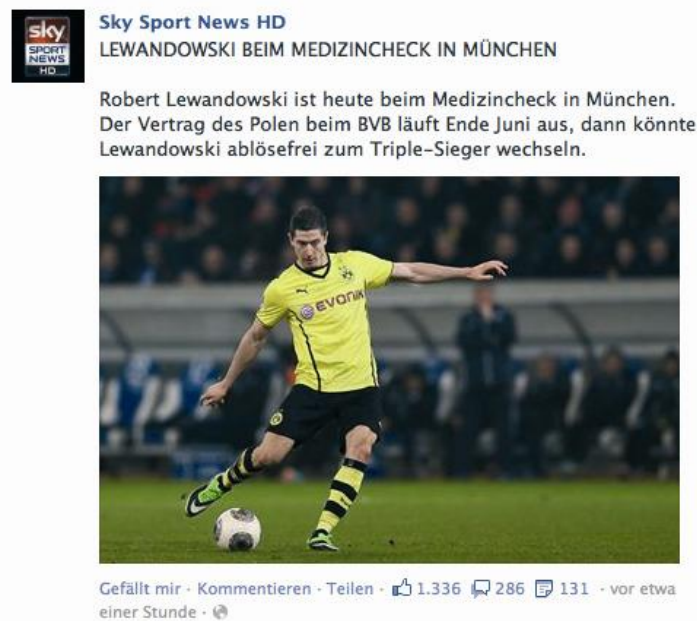 sky
SPORT
NEWS
HD
Sky Sport News HD
LEWANDOWSKI BEIM MEDIZINCHECK IN MÜNCHEN
Robert Lewandowski ist heute beim Medizincheck in München.
Der Vertrag des Polen beim BVB läuft Ende Juni aus, dann könnte
Lewandowski ablösefrei zum Triple-Sieger wechseln.
EVONIK
Gefällt mir · Kommentieren · Teilen · 1.336 286 131 · vor etwa
einer Stunde ·